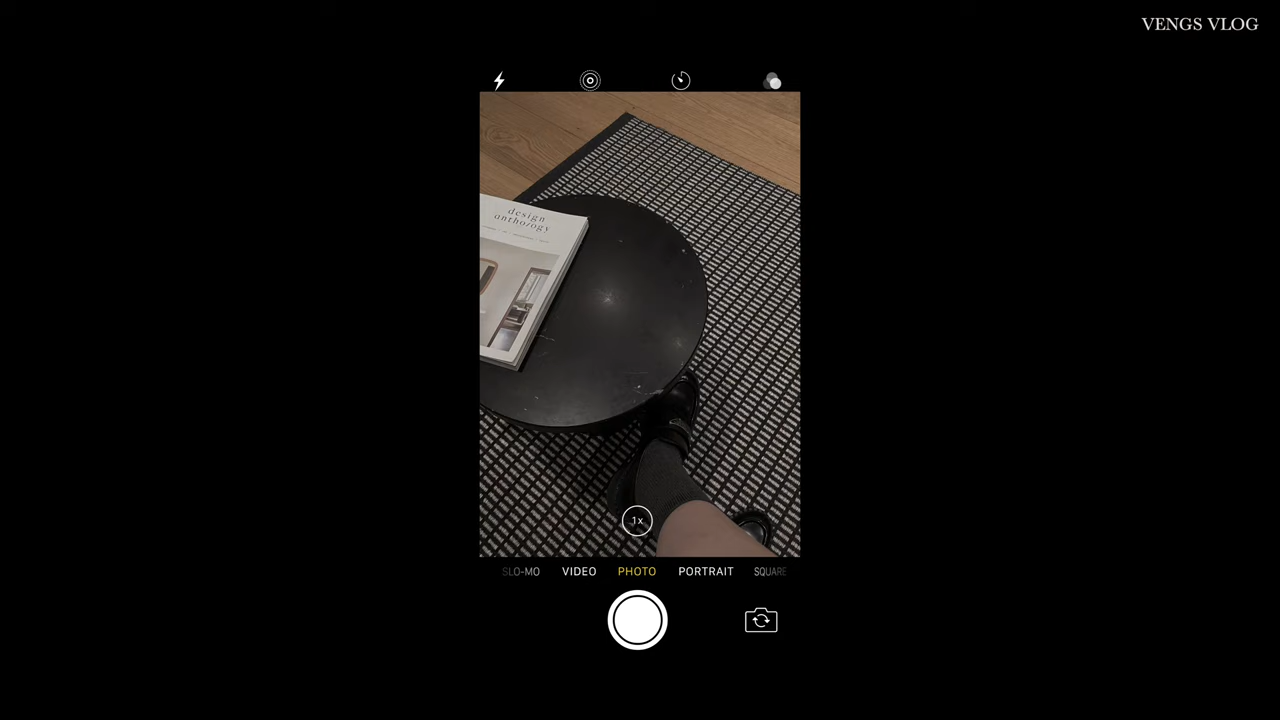 VENGS VLOG
design
anthology
1x
SLO-MO VIDEO PHOTO PORTRAIT SQUARE